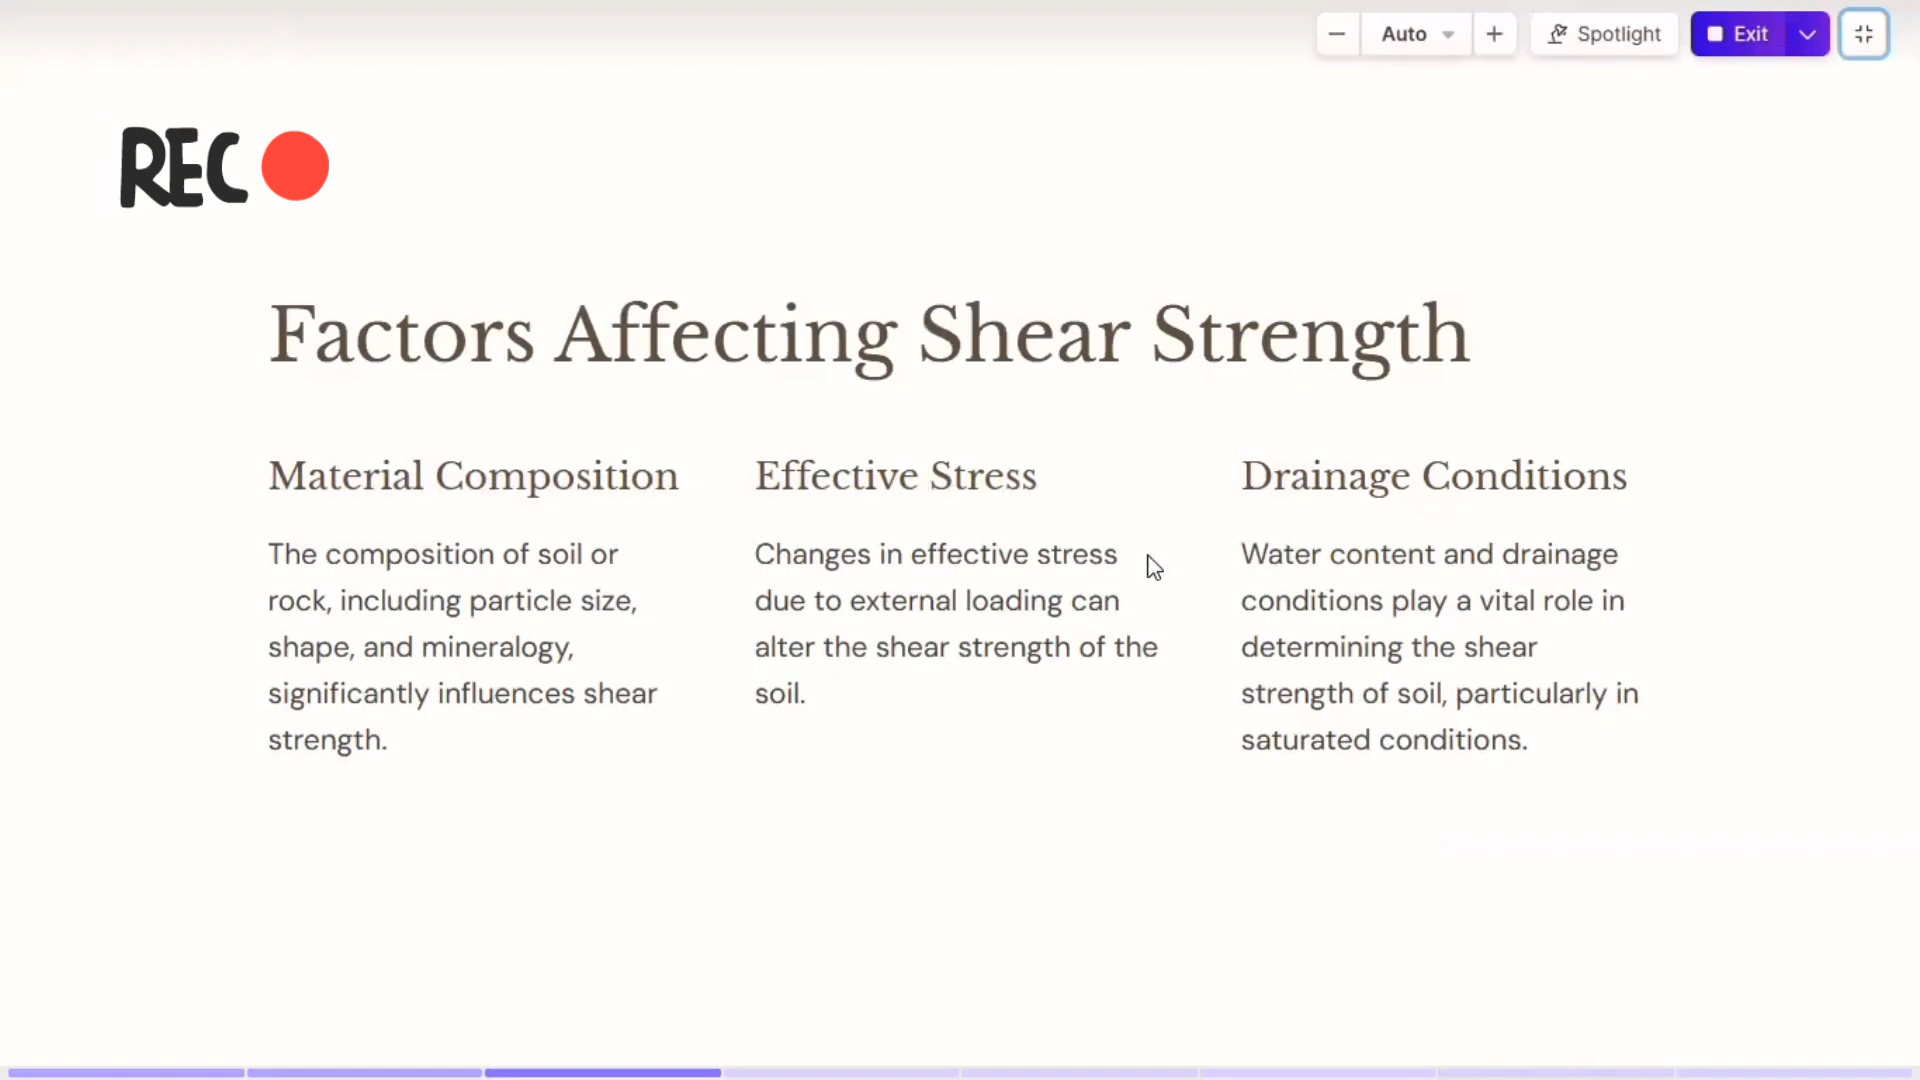 Auto
Spotlight
Exit
REC
Factors Affecting Shear Strength
Material Composition
The composition of soil or
rock, including particle size,
shape, and mineralogy,
significantly influences shear
strength.
Effective Stress
Changes in effective stress
due to external loading can
alter the shear strength of the
soil.
Drainage Conditions
Water content and drainage
conditions play a vital role in
determining the shear
strength of soil, particularly in
saturated conditions.